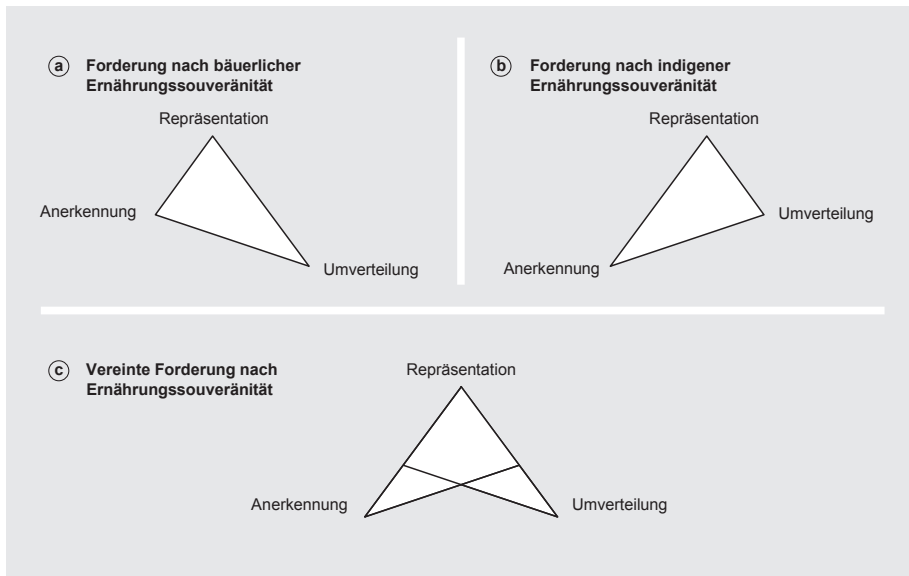 a Forderung nach bäuerlicher
Ernährungssouveränität
Repräsentation
Anerkennung
Umverteilung
b Forderung nach indigener
Ernährungssouveränität
Repräsentation
Umverteilung
Anerkennung
c Vereinte Forderung nach
Ernährungssouveränität
Repräsentation
Anerkennung
Umverteilung